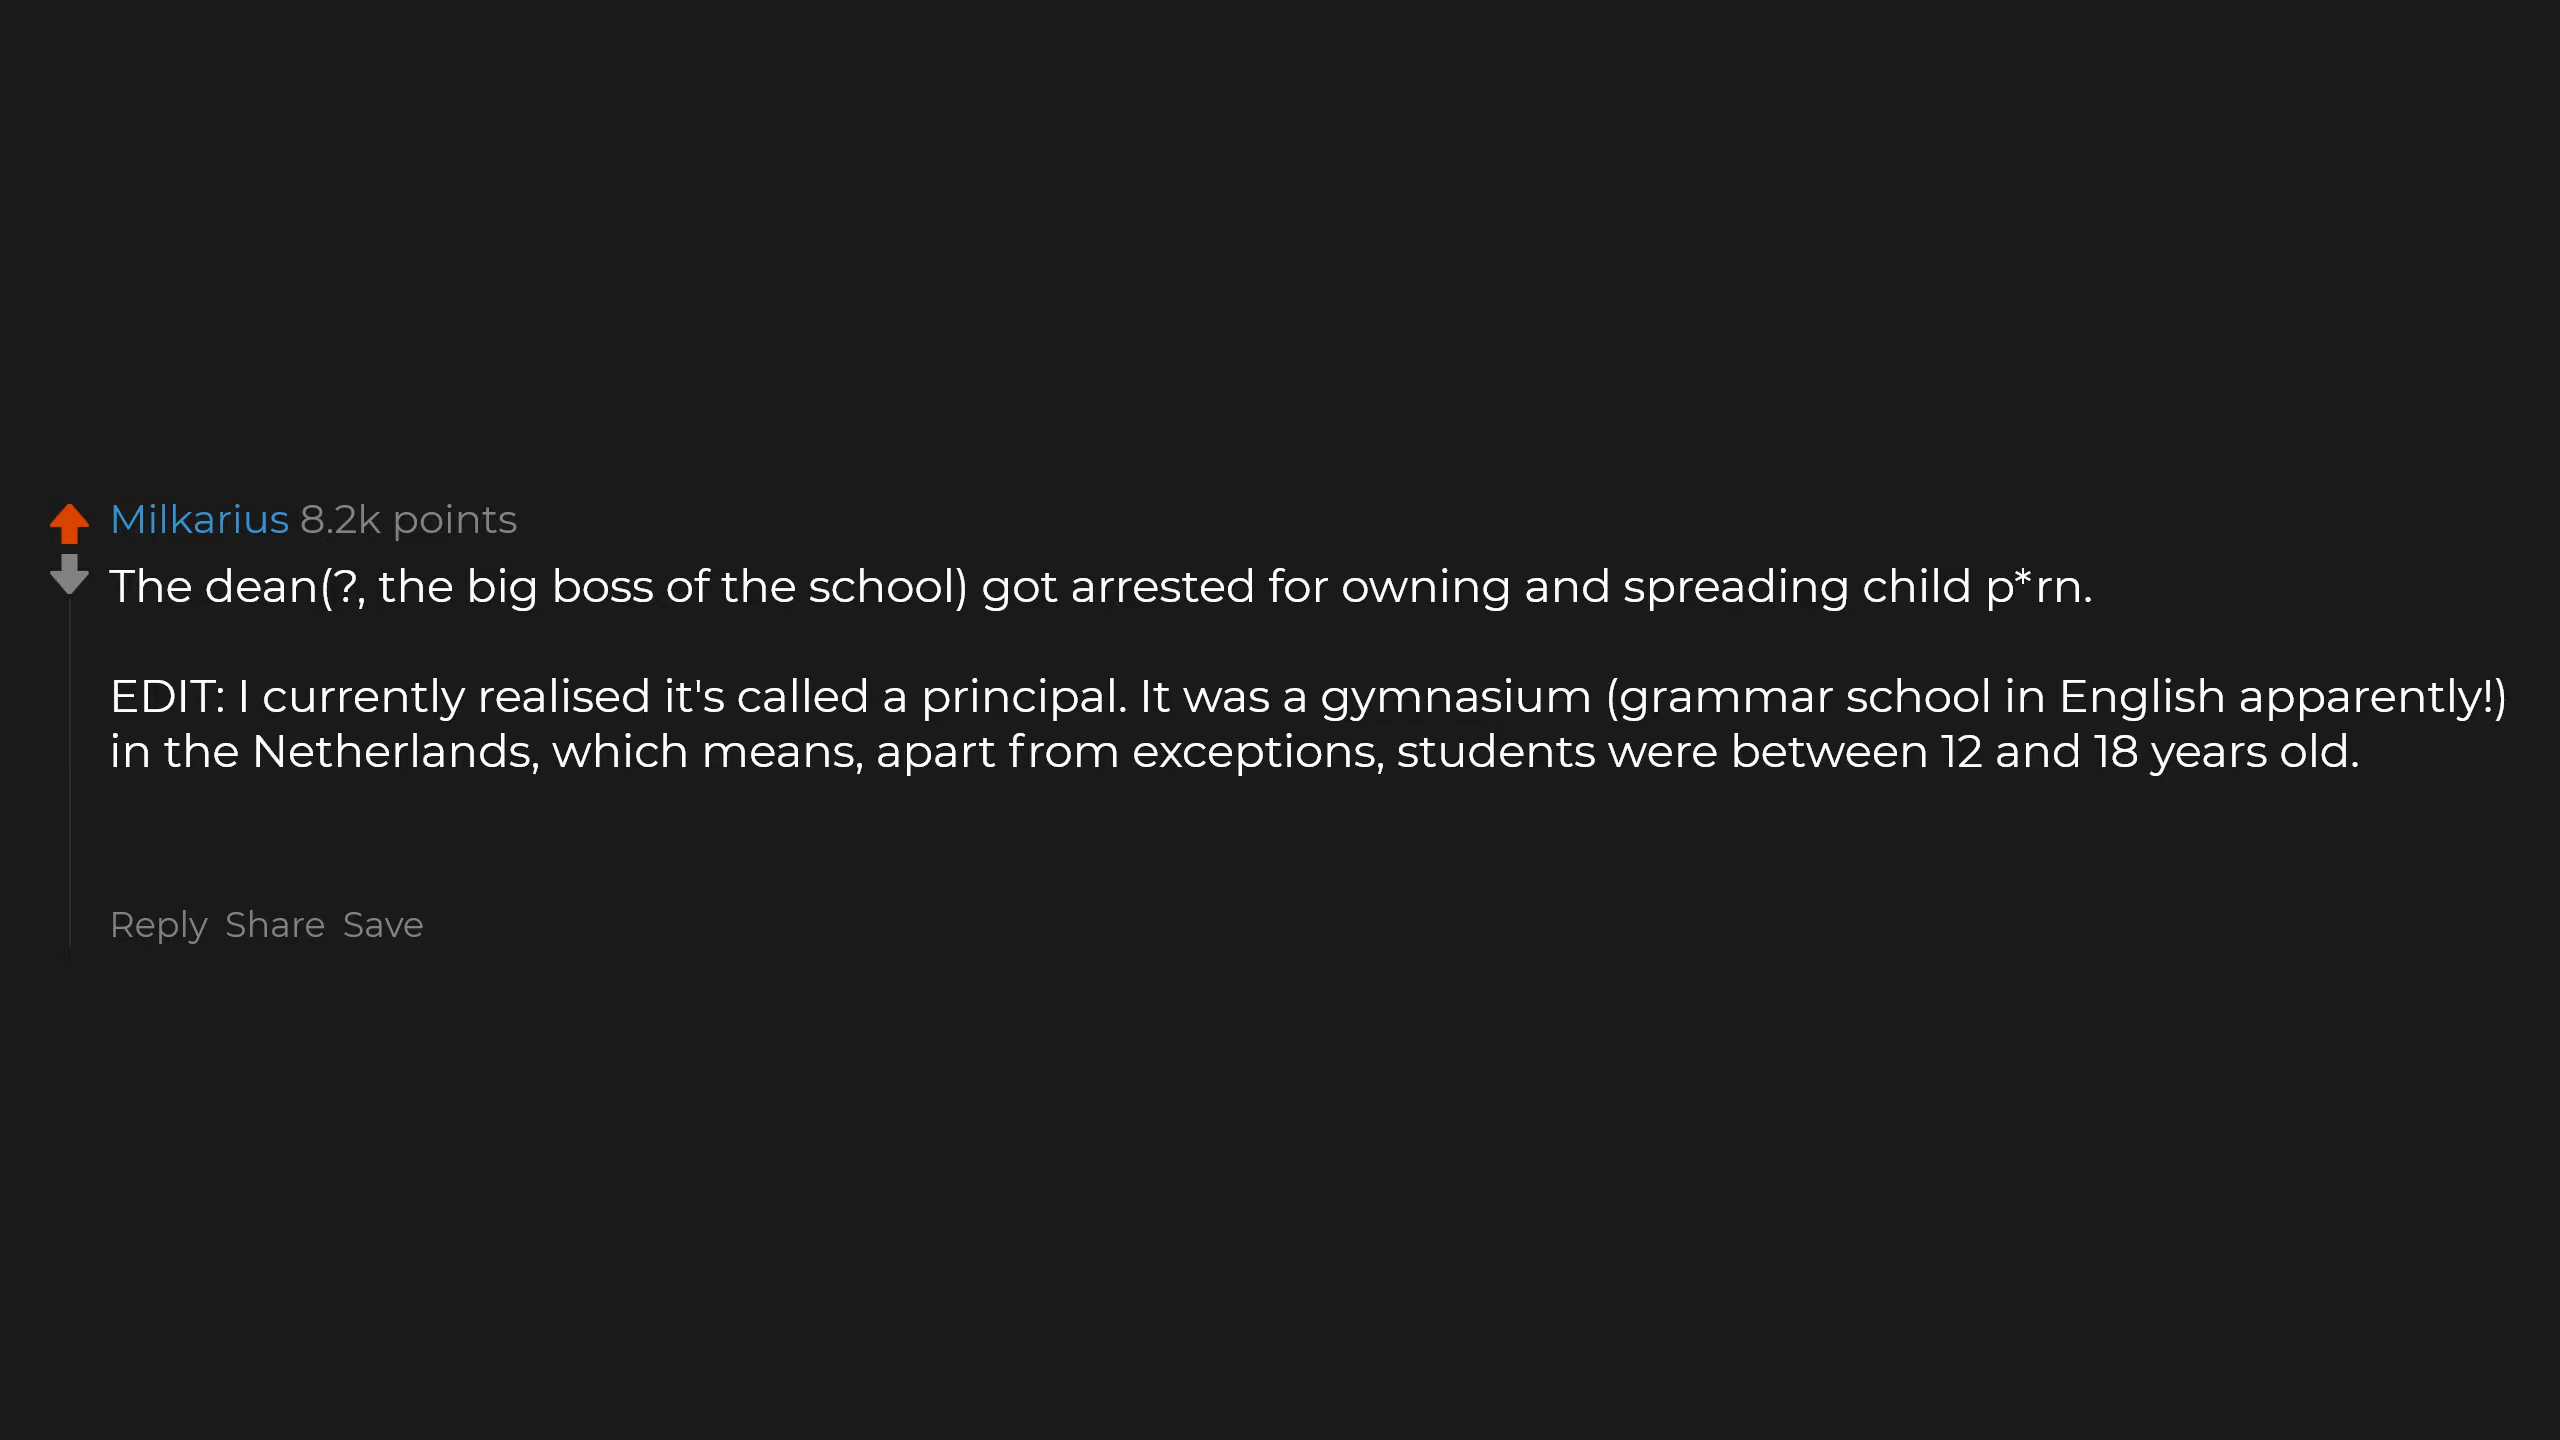 Milkarius 8.2k points
The dean(?, the big boss of the school) got arrested for owning and spreading child p*rn.
EDIT: I currently realised it's called a principal. It was a gymnasium (grammar school in English apparently!)
in the Netherlands, which means, apart from exceptions, students were between 12 and 18 years old.
Reply Share Save